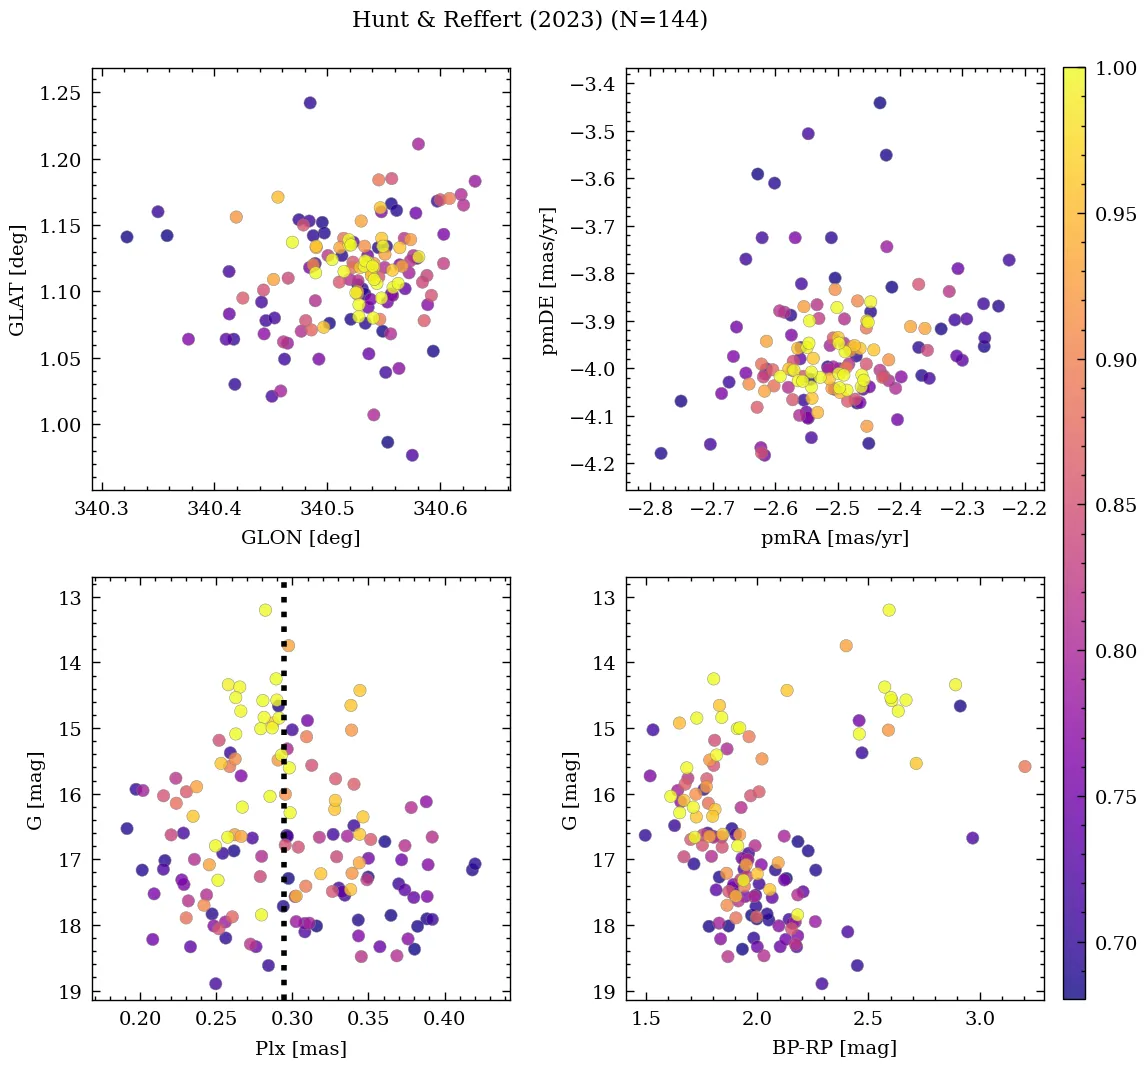 Hunt & Reffert (2023) (N=144)
1.25
1.20
1.15
1.10
1.05
1.00
GLAT [deg]
340.3 340.4 340.5 340.6
GLON [deg]
−3.4
−3.5
−3.6
−3.7
−3.8
−3.9
−4.0
−4.1
−4.2
pmDE [mas/yr]
−2.8 −2.7 −2.6 −2.5 −2.4 −2.3 −2.2
pmRA [mas/yr]
13
14
15
16
17
18
19
G [mag]
0.20 0.25 0.30 0.35 0.40
Plx [mas]
13
14
15
16
17
18
19
G [mag]
1.5 2.0 2.5 3.0
BP-RP [mag]
1.00
0.95
0.90
0.85
0.80
0.75
0.70